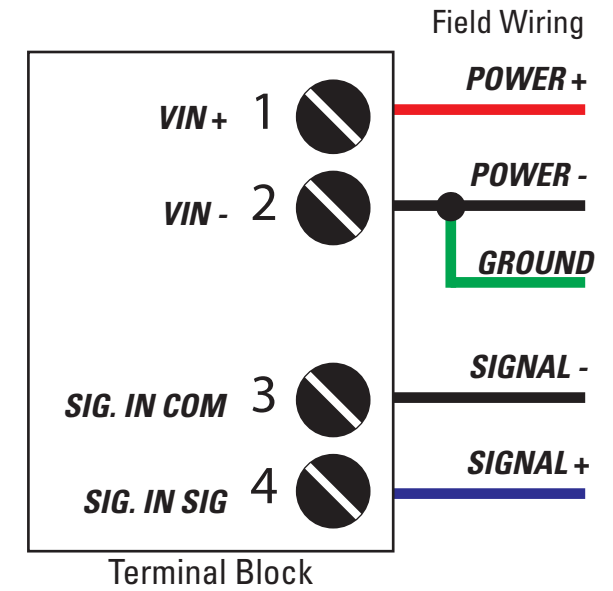 Field Wiring
POWER +
VIN + 1
POWER -
VIN - 2
GROUND
SIGNAL -
SIG. IN COM 3
SIGNAL +
SIG. IN SIG 4
Terminal Block